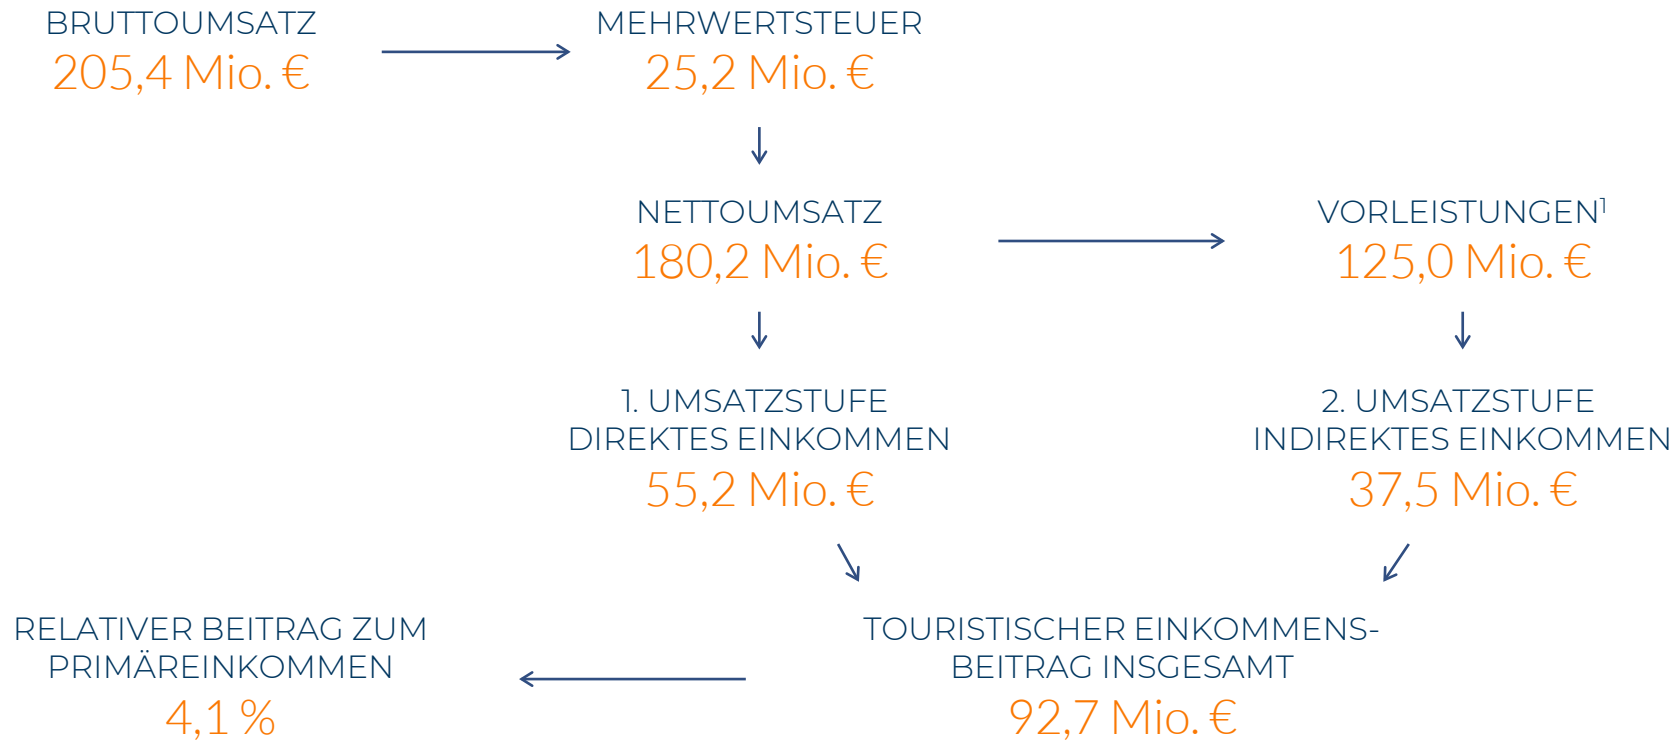 BRUTTOUMSATZ
205,4 Mio. €
MEHRWERTSTEUER
25,2 Mio. €
NETTOUMSATZ
180,2 Mio. €
VORLEISTUNGEN¹
125,0 Mio. €
1. UMSATZSTUFE
DIREKTES EINKOMMEN
55,2 Mio. €
2. UMSATZSTUFE
INDIREKTES EINKOMMEN
37,5 Mio. €
RELATIVER BEITRAG ZUM
PRIMÄREINKOMMEN
4,1 %
TOURISTISCHER EINKOMMENS-
BEITRAG INSGESAMT
92,7 Mio. €